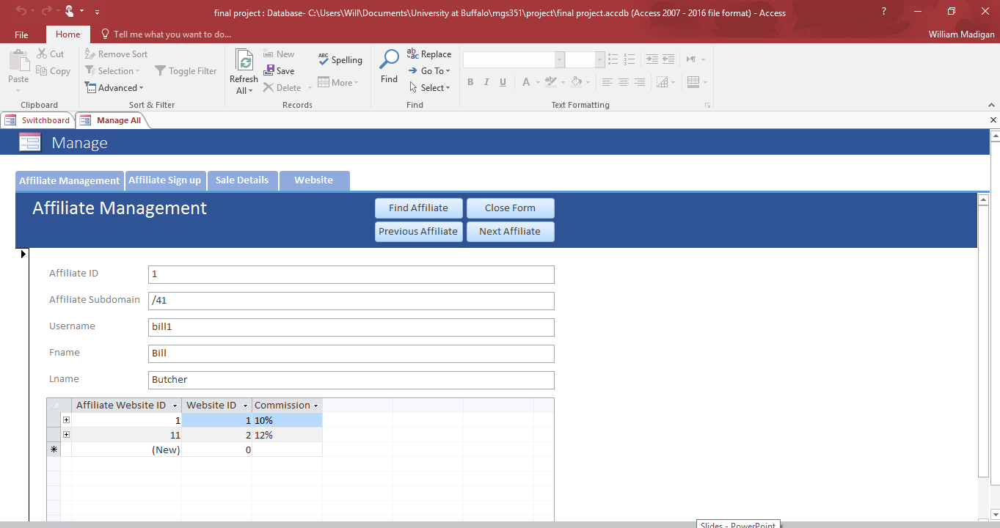 final project : Database- C:\Users\Will\Documents\University at Buffalo\mgs351\project\final project.accdb (Access 2007 - 2016 file format) - Access
?
File
Home
Tell me what you want to do...
William Madigan
Paste
Cut
Copy
Clipboard
Remove Sort
Selection
Toggle Filter
Advanced
Sort & Filter
Refresh
All
New
Save
Delete
Spelling
More
Records
Find
Replace
Go To
Select
Find
B I U A
Text Formatting
Switchboard
Manage All
Manage
Affiliate Management
Affiliate Sign up
Sale Details
Website
Affiliate Management
Find Affiliate
Close Form
Previous Affiliate
Next Affiliate
Affiliate ID
1
Affiliate Subdomain
/41
Username
bill1
Fname
Bill
Lname
Butcher
Affiliate Website ID Website ID Commission
1 1 10%
11 2 12%
(New) 0
Slides - PowerPoint